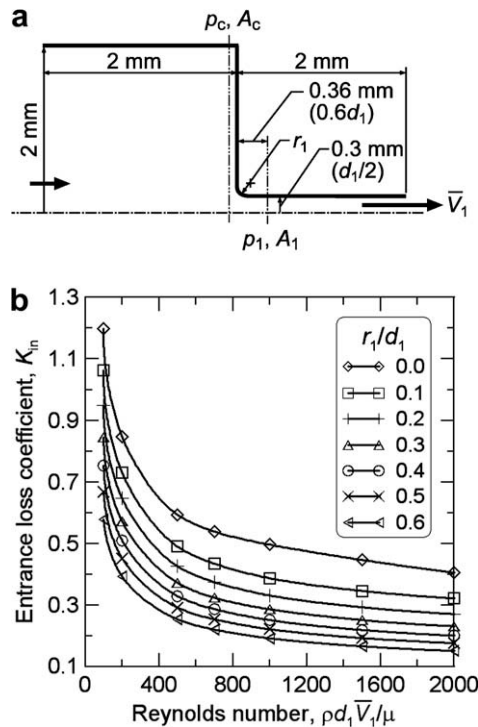 a
p_c, A_c
2 mm
2 mm
0.36 mm
(0.6d_1)
r_1
0.3 mm
(d_1/2)
2 mm
V̅_1
p_1, A_1
b
1.3
1.1
0.9
0.7
0.5
0.3
0.1
Entrance loss coefficient, K_in
r_1/d_1
0.0
0.1
0.2
0.3
0.4
0.5
0.6
0 400 800 1200 1600 2000
Reynolds number, ρd_1V̅_1/μ